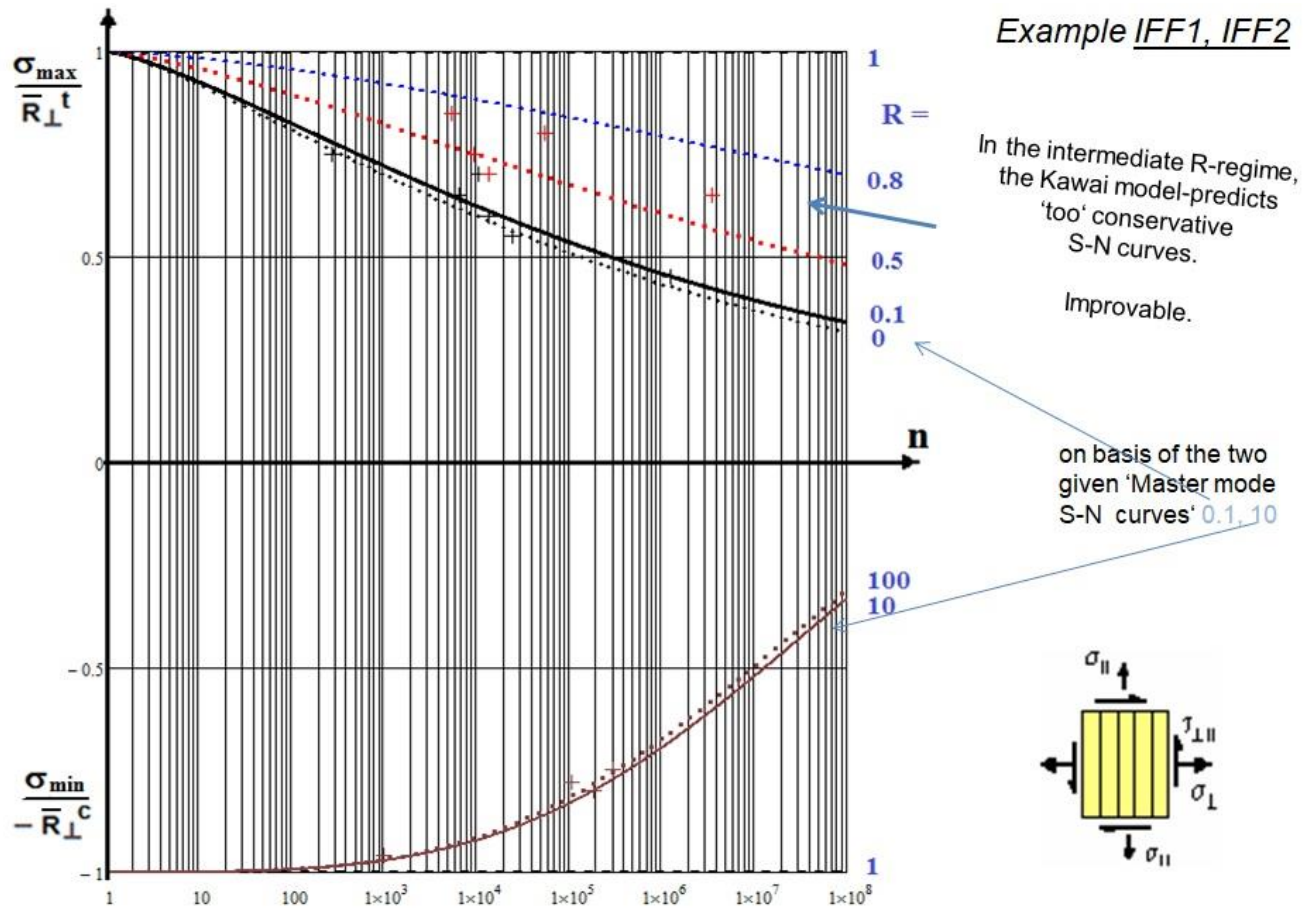 Example IFF1, IFF2
σmax
R̅⊥ᵗ
1
0.5
0
− 0.5
− 1
σmin
− R̅⊥ᶜ
1
R =
0.8
0.5
0.1
0
n
100
10
1
In the intermediate R-regime,
the Kawai model-predicts
'too' conservative
S-N curves.
Improvable.
on basis of the two
given 'Master mode
S-N curves' 0.1, 10
σ||
τ⊥||
σ⊥
σ||
1 10 100 1×10³ 1×10⁴ 1×10⁵ 1×10⁶ 1×10⁷ 1×10⁸